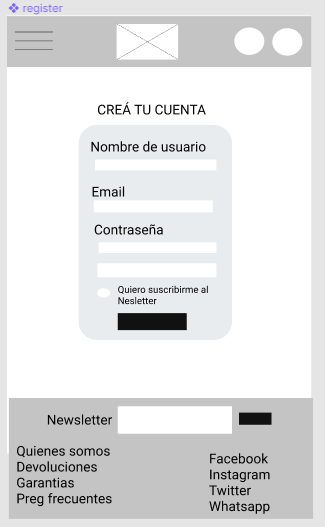 register
CREÁ TU CUENTA
Nombre de usuario
Email
Contraseña
Quiero suscribirme al
Nesletter
Newsletter
Quienes somos
Devoluciones
Garantias
Preg frecuentes
Facebook
Instagram
Twitter
Whatsapp